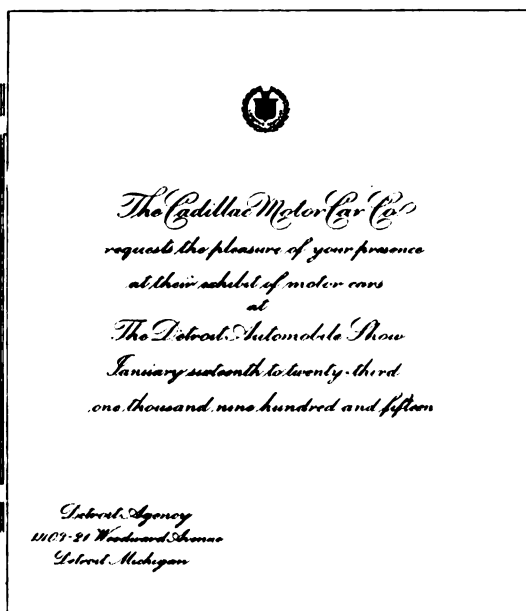 The Cadillac Motor Car Co
requests the pleasure of your presence
at their exhibit of motor cars
at
The Detroit Automobile Show
January sixteenth to twenty-third
one thousand nine hundred and fifteen
Detroit Agency
Woodward Avenue
Detroit Michigan